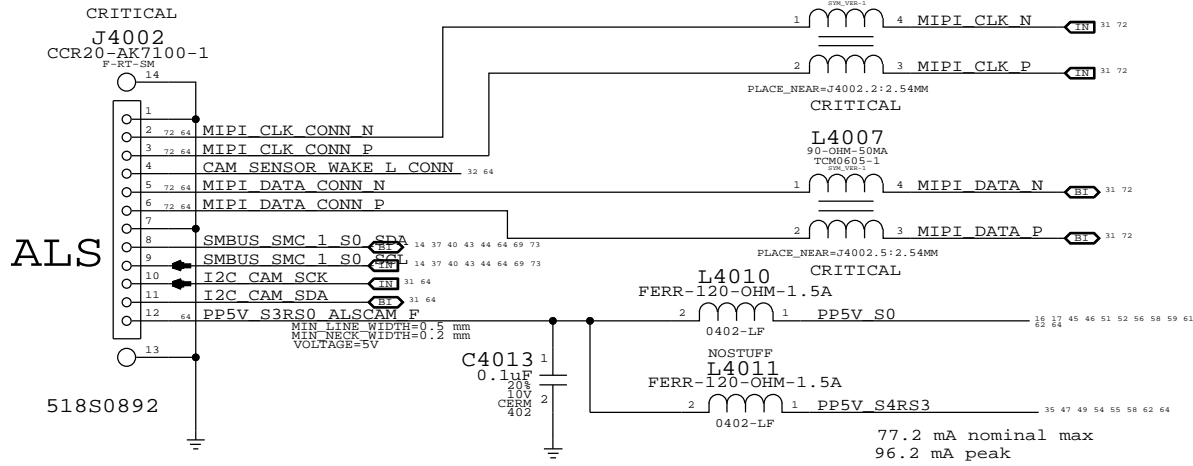 CRITICAL
J4002
CCR20-AK7100-1
F-RT-SM
14
1
2 72 64 MIPI_CLK_CONN_N
3 72 64 MIPI_CLK_CONN_P
4 CAM_SENSOR_WAKE_L_CONN 32 64
5 72 64 MIPI_DATA_CONN_N
6 72 64 MIPI_DATA_CONN_P
7
ALS
8 SMBUS_SMC_1_S0_SDA BI 14 37 40 43 44 64 69 73
9 SMBUS_SMC_1_S0_SCL IN 14 37 40 43 44 64 69 73
10 I2C_CAM_SCK IN 31 64
11 I2C_CAM_SDA BI 31 64
12 64 PP5V_S3RS0_ALSCAM_F
MIN_LINE_WIDTH=0.5 mm
MIN_NECK_WIDTH=0.2 mm
VOLTAGE=5V
13
518S0892
SYM_VER-1
1 4 MIPI_CLK_N IN 31 72
2 3 MIPI_CLK_P IN 31 72
PLACE_NEAR=J4002.2:2.54MM
CRITICAL
L4007
90-OHM-50MA
TCM0605-1
SYM_VER-1
1 4 MIPI_DATA_N BI 31 72
2 3 MIPI_DATA_P BI 31 72
PLACE_NEAR=J4002.5:2.54MM
CRITICAL
L4010
FERR-120-OHM-1.5A
2 1 PP5V_S0 16 17 45 46 51 52 56 58 59 61
62 64
0402-LF
C4013 1
0.1uF
20%
10V 2
CERM
402
NOSTUFF
L4011
FERR-120-OHM-1.5A
2 1 PP5V_S4RS3 35 47 49 54 55 58 62 64
0402-LF
77.2 mA nominal max
96.2 mA peak